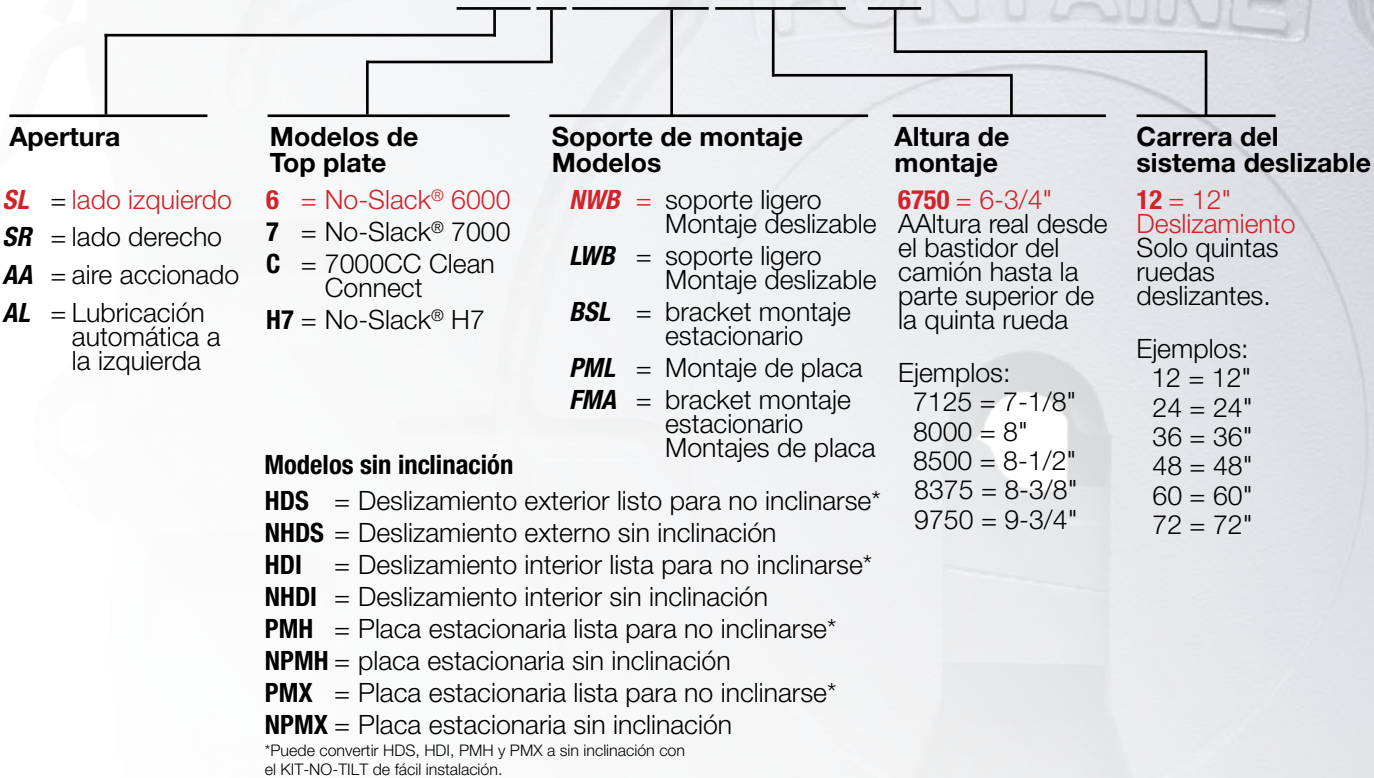 FONTAINE
Apertura
SL = lado izquierdo
SR = lado derecho
AA = aire accionado
AL = Lubricación
automática a
la izquierda
Modelos de
Top plate
6 = No-Slack® 6000
7 = No-Slack® 7000
C = 7000CC Clean
Connect
H7 = No-Slack® H7
Soporte de montaje
Modelos
NWB = soporte ligero
Montaje deslizable
LWB = soporte ligero
Montaje deslizable
BSL = bracket montaje
estacionario
PML = Montaje de placa
FMA = bracket montaje
estacionario
Montajes de placa
Altura de
montaje
6750 = 6-3/4"
AAltura real desde
el bastidor del
camión hasta la
parte superior de
la quinta rueda
Ejemplos:
7125 = 7-1/8"
8000 = 8"
8500 = 8-1/2"
8375 = 8-3/8"
9750 = 9-3/4"
Carrera del
sistema deslizable
12 = 12"
Deslizamiento
Solo quintas
ruedas
deslizantes.
Ejemplos:
12 = 12"
24 = 24"
36 = 36"
48 = 48"
60 = 60"
72 = 72"
Modelos sin inclinación
HDS = Deslizamiento exterior listo para no inclinarse*
NHDS = Deslizamiento externo sin inclinación
HDI = Deslizamiento interior lista para no inclinarse*
NHDI = Deslizamiento interior sin inclinación
PMH = Placa estacionaria lista para no inclinarse*
NPMH = placa estacionaria sin inclinación
PMX = Placa estacionaria lista para no inclinarse*
NPMX = Placa estacionaria sin inclinación
*Puede convertir HDS, HDI, PMH y PMX a sin inclinación con
el KIT-NO-TILT de fácil instalación.